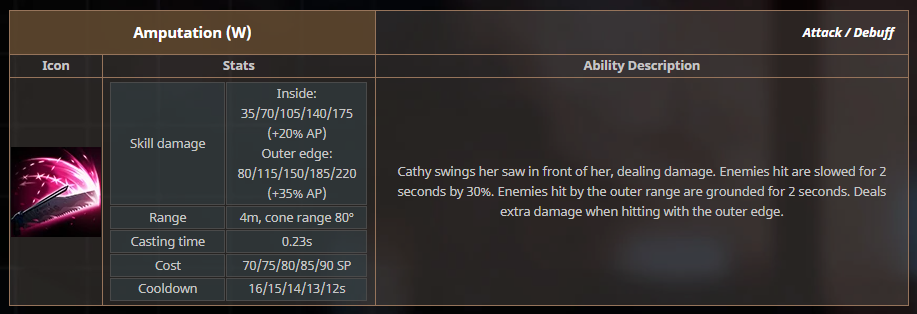 Amputation (W)
Attack / Debuff
Icon
Stats
Ability Description
Skill damage
Inside:
35/70/105/140/175
(+20% AP)
Outer edge:
80/115/150/185/220
(+35% AP)
Range
4m, cone range 80º
Casting time
0.23s
Cost
70/75/80/85/90 SP
Cooldown
16/15/14/13/12s
Cathy swings her saw in front of her, dealing damage. Enemies hit are slowed for 2
seconds by 30%. Enemies hit by the outer range are grounded for 2 seconds. Deals
extra damage when hitting with the outer edge.